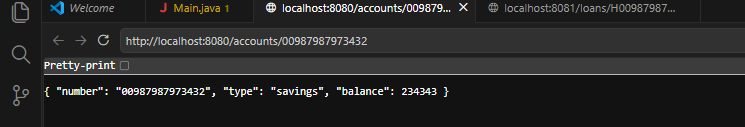 Welcome
Main.java 1
localhost:8080/accounts/009879...
localhost:8081/loans/H00987987...
http://localhost:8080/accounts/00987987973432
Pretty-print
{ "number": "00987987973432", "type": "savings", "balance": 234343 }